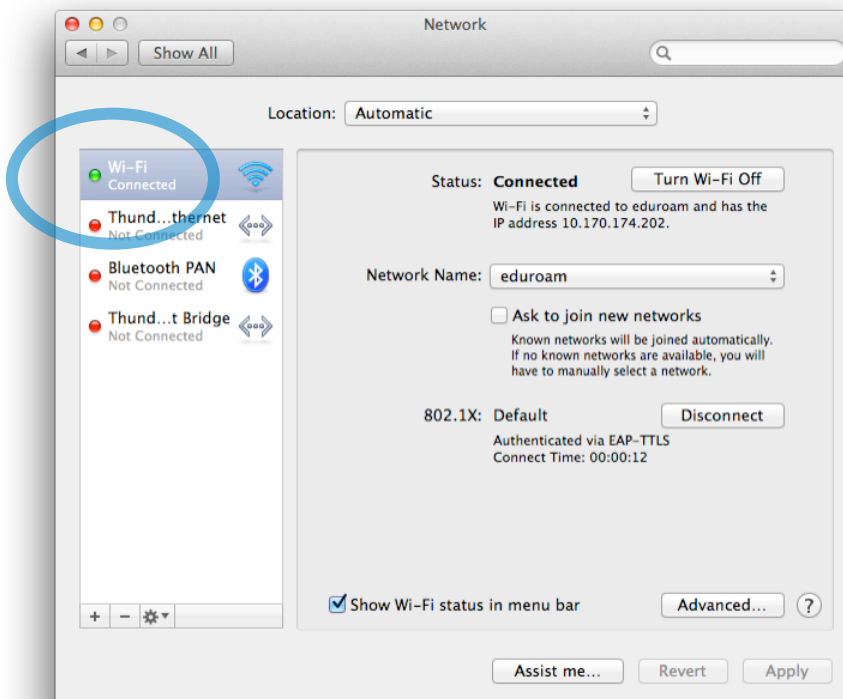 Network
Show All
Location: Automatic
Wi-Fi
Connected
Thund...thernet
Not Connected
Bluetooth PAN
Not Connected
Thund...t Bridge
Not Connected
Status: Connected
Turn Wi-Fi Off
Wi-Fi is connected to eduroam and has the
IP address 10.170.174.202.
Network Name: eduroam
Ask to join new networks
Known networks will be joined automatically.
If no known networks are available, you will
have to manually select a network.
802.1X: Default
Disconnect
Authenticated via EAP-TTLS
Connect Time: 00:00:12
Show Wi-Fi status in menu bar
Advanced...
?
Assist me...
Revert
Apply